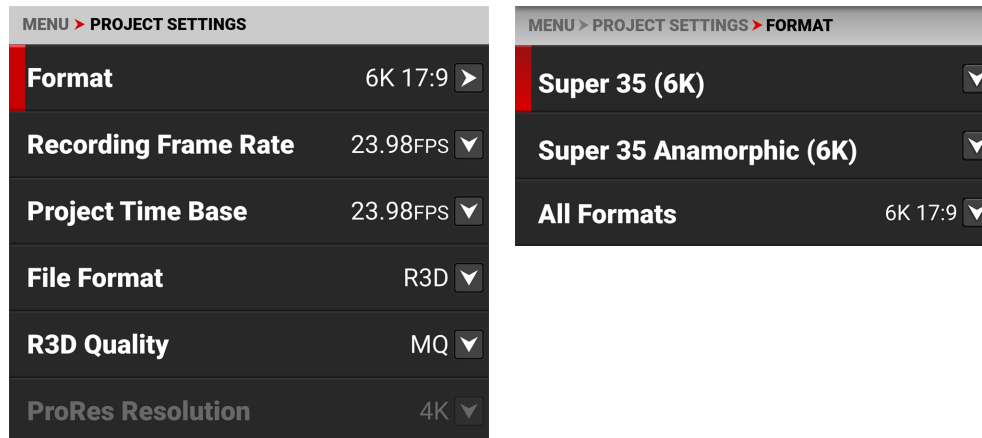 MENU PROJECT SETTINGS
Format 6K 17:9
Recording Frame Rate 23.98FPS
Project Time Base 23.98FPS
File Format R3D
R3D Quality MQ
ProRes Resolution 4K
MENU PROJECT SETTINGS FORMAT
Super 35 (6K)
Super 35 Anamorphic (6K)
All Formats 6K 17:9